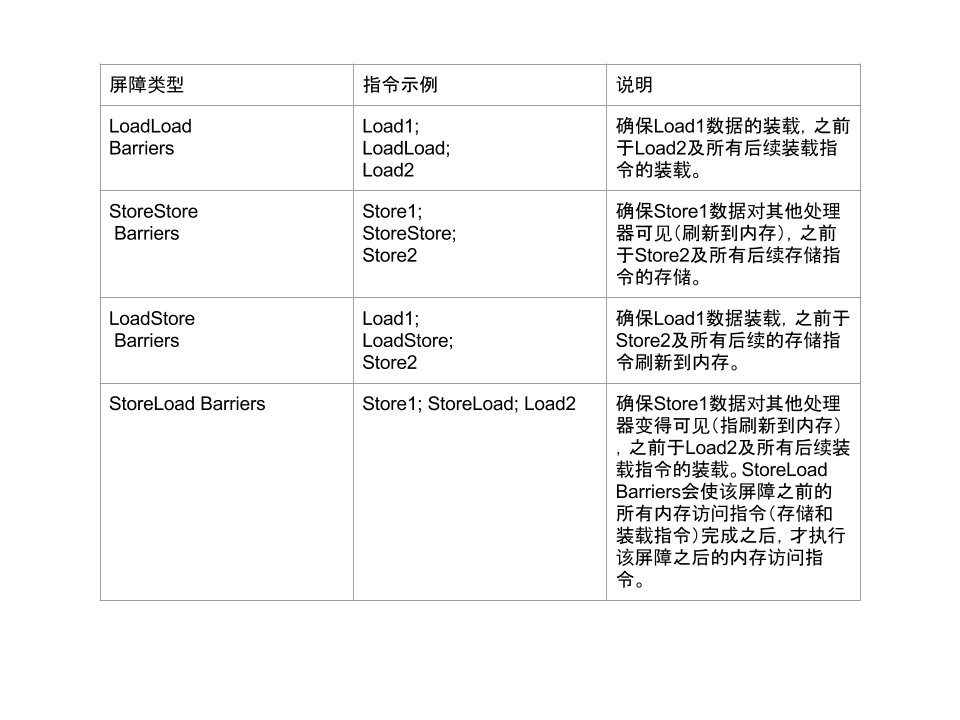 屏障类型
指令示例
说明
LoadLoad
Barriers
Load1;
LoadLoad;
Load2
确保Load1数据的装载，之前
于Load2及所有后续装载指
令的装载。
StoreStore
Barriers
Store1;
StoreStore;
Store2
确保Store1数据对其他处理
器可见（刷新到内存），之前
于Store2及所有后续存储指
令的存储。
LoadStore
Barriers
Load1;
LoadStore;
Store2
确保Load1数据装载，之前于
Store2及所有后续的存储指
令刷新到内存。
StoreLoad Barriers
Store1; StoreLoad; Load2
确保Store1数据对其他处理
器变得可见（指刷新到内存）
，之前于Load2及所有后续装
载指令的装载。StoreLoad
Barriers会使该屏障之前的
所有内存访问指令（存储和
装载指令）完成之后，才执行
该屏障之后的内存访问指
令。